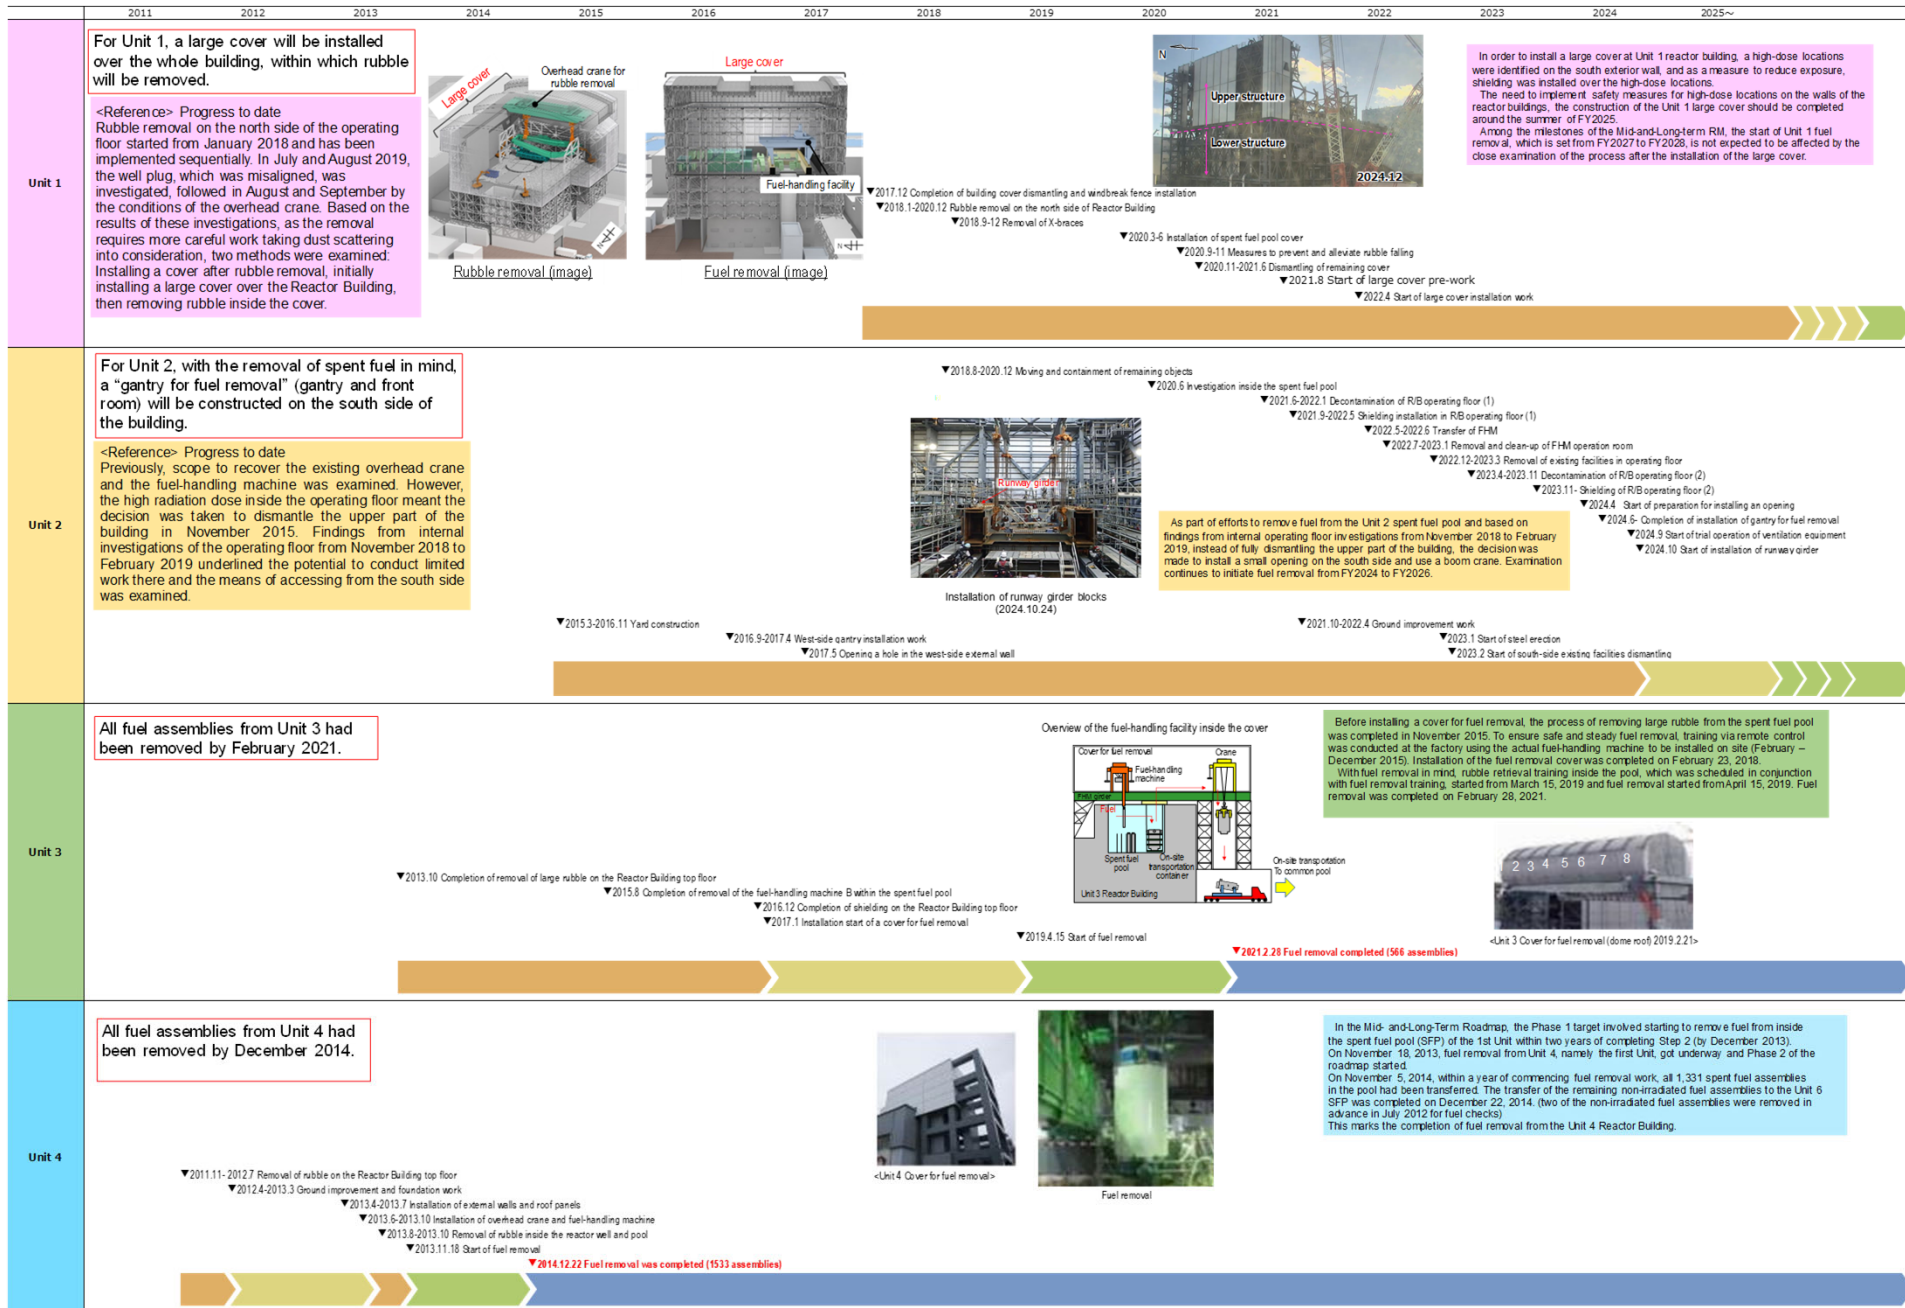 2011 2012 2013 2014 2015 2016 2017 2018 2019 2020 2021 2022 2023 2024 2025~
Unit 1
For Unit 1, a large cover will be installed
over the whole building, within which rubble
will be removed.
<Reference> Progress to date
Rubble removal on the north side of the operating
floor started from January 2018 and has been
implemented sequentially. In July and August 2019,
the well plug, which was misaligned, was
investigated, followed in August and September by
the conditions of the overhead crane. Based on the
results of these investigations, as the removal
requires more careful work taking dust scattering
into consideration, two methods were examined:
Installing a cover after rubble removal, initially
installing a large cover over the Reactor Building,
then removing rubble inside the cover.
Large cover
Overhead crane for
rubble removal
N
Rubble removal (image)
Large cover
Fuel-handling facility
N
Fuel removal (image)
N
Upper structure
Lower structure
2024.12
In order to install a large cover at Unit 1 reactor building, a high-dose locations
were identified on the south exterior wall, and as a measure to reduce exposure,
shielding was installed over the high-dose locations.
The need to implement safety measures for high-dose locations on the walls of the
reactor buildings, the construction of the Unit 1 large cover should be completed
around the summer of FY2025.
Among the milestones of the Mid-and-Long-term RM, the start of Unit 1 fuel
removal, which is set from FY2027 to FY2028, is not expected to be affected by the
close examination of the process after the installation of the large cover.
▼2017.12 Completion of building cover dismantling and windbreak fence installation
▼2018.1-2020.12 Rubble removal on the north side of Reactor Building
▼2018.9-12 Removal of X-braces
▼2020.3-6 Installation of spent fuel pool cover
▼2020.9-11 Measures to prevent and alleviate rubble falling
▼2020.11-2021.6 Dismantling of remaining cover
▼2021.8 Start of large cover pre-work
▼2022.4 Start of large cover installation work
Unit 2
For Unit 2, with the removal of spent fuel in mind,
a “gantry for fuel removal” (gantry and front
room) will be constructed on the south side of
the building.
<Reference> Progress to date
Previously, scope to recover the existing overhead crane
and the fuel-handling machine was examined. However,
the high radiation dose inside the operating floor meant the
decision was taken to dismantle the upper part of the
building in November 2015. Findings from internal
investigations of the operating floor from November 2018 to
February 2019 underlined the potential to conduct limited
work there and the means of accessing from the south side
was examined.
▼2018.8-2020.12 Moving and containment of remaining objects
▼2020.6 Investigation inside the spent fuel pool
▼2021.6-2022.1 Decontamination of R/B operating floor (1)
▼2021.9-2022.5 Shielding installation in R/B operating floor (1)
▼2022.5-2022.6 Transfer of FHM
▼2022.7-2023.1 Removal and clean-up of FHM operation room
▼2022.12-2023.3 Removal of existing facilities in operating floor
▼2023.4-2023.11 Decontamination of R/B operating floor (2)
▼2023.11- Shielding of R/B operating floor (2)
▼2024.4 Start of preparation for installing an opening
▼2024.6- Completion of installation of gantry for fuel removal
▼2024.9 Start of trial operation of ventilation equipment
▼2024.10 Start of installation of runway girder
Runway girder
Installation of runway girder blocks
(2024.10.24)
As part of efforts to remove fuel from the Unit 2 spent fuel pool and based on
findings from internal operating floor investigations from November 2018 to February
2019, instead of fully dismantling the upper part of the building, the decision was
made to install a small opening on the south side and use a boom crane. Examination
continues to initiate fuel removal from FY2024 to FY2026.
▼2015.3-2016.11 Yard construction
▼2016.9-2017.4 West-side gantry installation work
▼2017.5 Opening a hole in the west-side external wall
▼2021.10-2022.4 Ground improvement work
▼2023.1 Start of steel erection
▼2023.2 Start of south-side existing facilities dismantling
Unit 3
All fuel assemblies from Unit 3 had
been removed by February 2021.
Overview of the fuel-handling facility inside the cover
Cover for fuel removal
Crane
Fuel-handling
machine
FHM girder
Fuel
Spent fuel
pool
On-site
transportation
container
Unit 3 Reactor Building
On-site transportation
To common pool
Before installing a cover for fuel removal, the process of removing large rubble from the spent fuel pool
was completed in November 2015. To ensure safe and steady fuel removal, training via remote control
was conducted at the factory using the actual fuel-handling machine to be installed on site (February –
December 2015). Installation of the fuel removal cover was completed on February 23, 2018.
With fuel removal in mind, rubble retrieval training inside the pool, which was scheduled in conjunction
with fuel removal training, started from March 15, 2019 and fuel removal started from April 15, 2019. Fuel
removal was completed on February 28, 2021.
2 3 4 5 6 7 8
<Unit 3 Cover for fuel removal (dome roof) 2019.2.21>
▼2013.10 Completion of removal of large rubble on the Reactor Building top floor
▼2015.8 Completion of removal of the fuel-handling machine B within the spent fuel pool
▼2016.12 Completion of shielding on the Reactor Building top floor
▼2017.1 Installation start of a cover for fuel removal
▼2019.4.15 Start of fuel removal
▼2021.2.28 Fuel removal completed (566 assemblies)
Unit 4
All fuel assemblies from Unit 4 had
been removed by December 2014.
<Unit 4 Cover for fuel removal>
Fuel removal
In the Mid- and-Long-Term Roadmap, the Phase 1 target involved starting to remove fuel from inside
the spent fuel pool (SFP) of the 1st Unit within two years of completing Step 2 (by December 2013).
On November 18, 2013, fuel removal from Unit 4, namely the first Unit, got underway and Phase 2 of the
roadmap started.
On November 5, 2014, within a year of commencing fuel removal work, all 1,331 spent fuel assemblies
in the pool had been transferred. The transfer of the remaining non-irradiated fuel assemblies to the Unit 6
SFP was completed on December 22, 2014. (two of the non-irradiated fuel assemblies were removed in
advance in July 2012 for fuel checks)
This marks the completion of fuel removal from the Unit 4 Reactor Building.
▼2011.11- 2012.7 Removal of rubble on the Reactor Building top floor
▼2012.4-2013.3 Ground improvement and foundation work
▼2013.4-2013.7 Installation of external walls and roof panels
▼2013.6-2013.10 Installation of overhead crane and fuel-handling machine
▼2013.8-2013.10 Removal of rubble inside the reactor well and pool
▼2013.11.18 Start of fuel removal
▼2014.12.22 Fuel removal was completed (1533 assemblies)